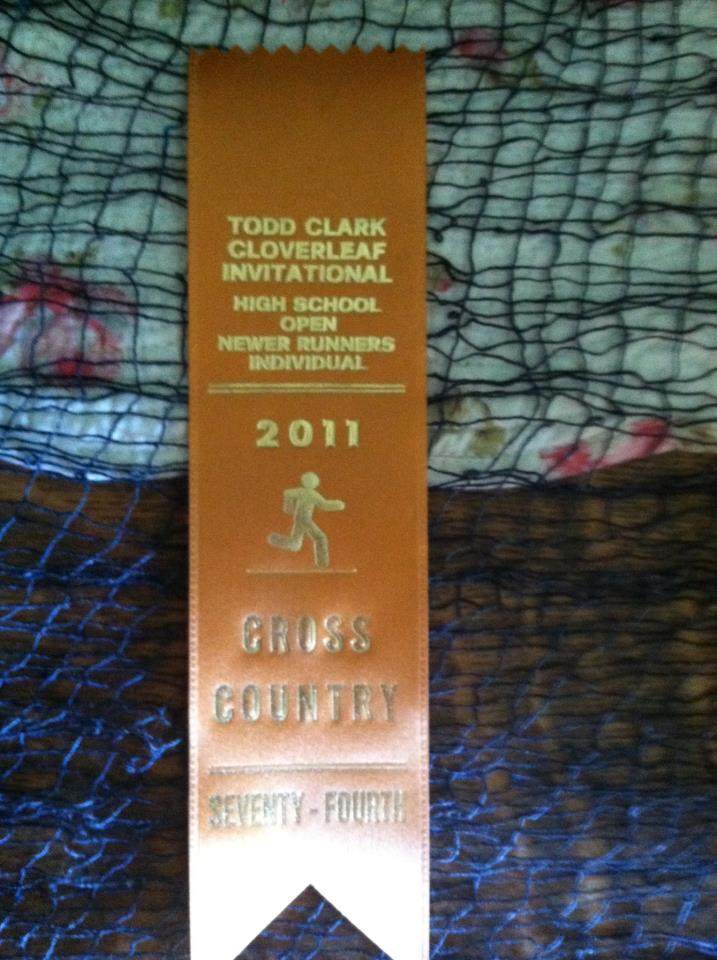 TODD CLARK
CLOVERLEAF
INVITATIONAL
HIGH SCHOOL
OPEN
NEWER RUNNERS
INDIVIDUAL
2011
CROSS
COUNTRY
SEVENTY - FOURTH